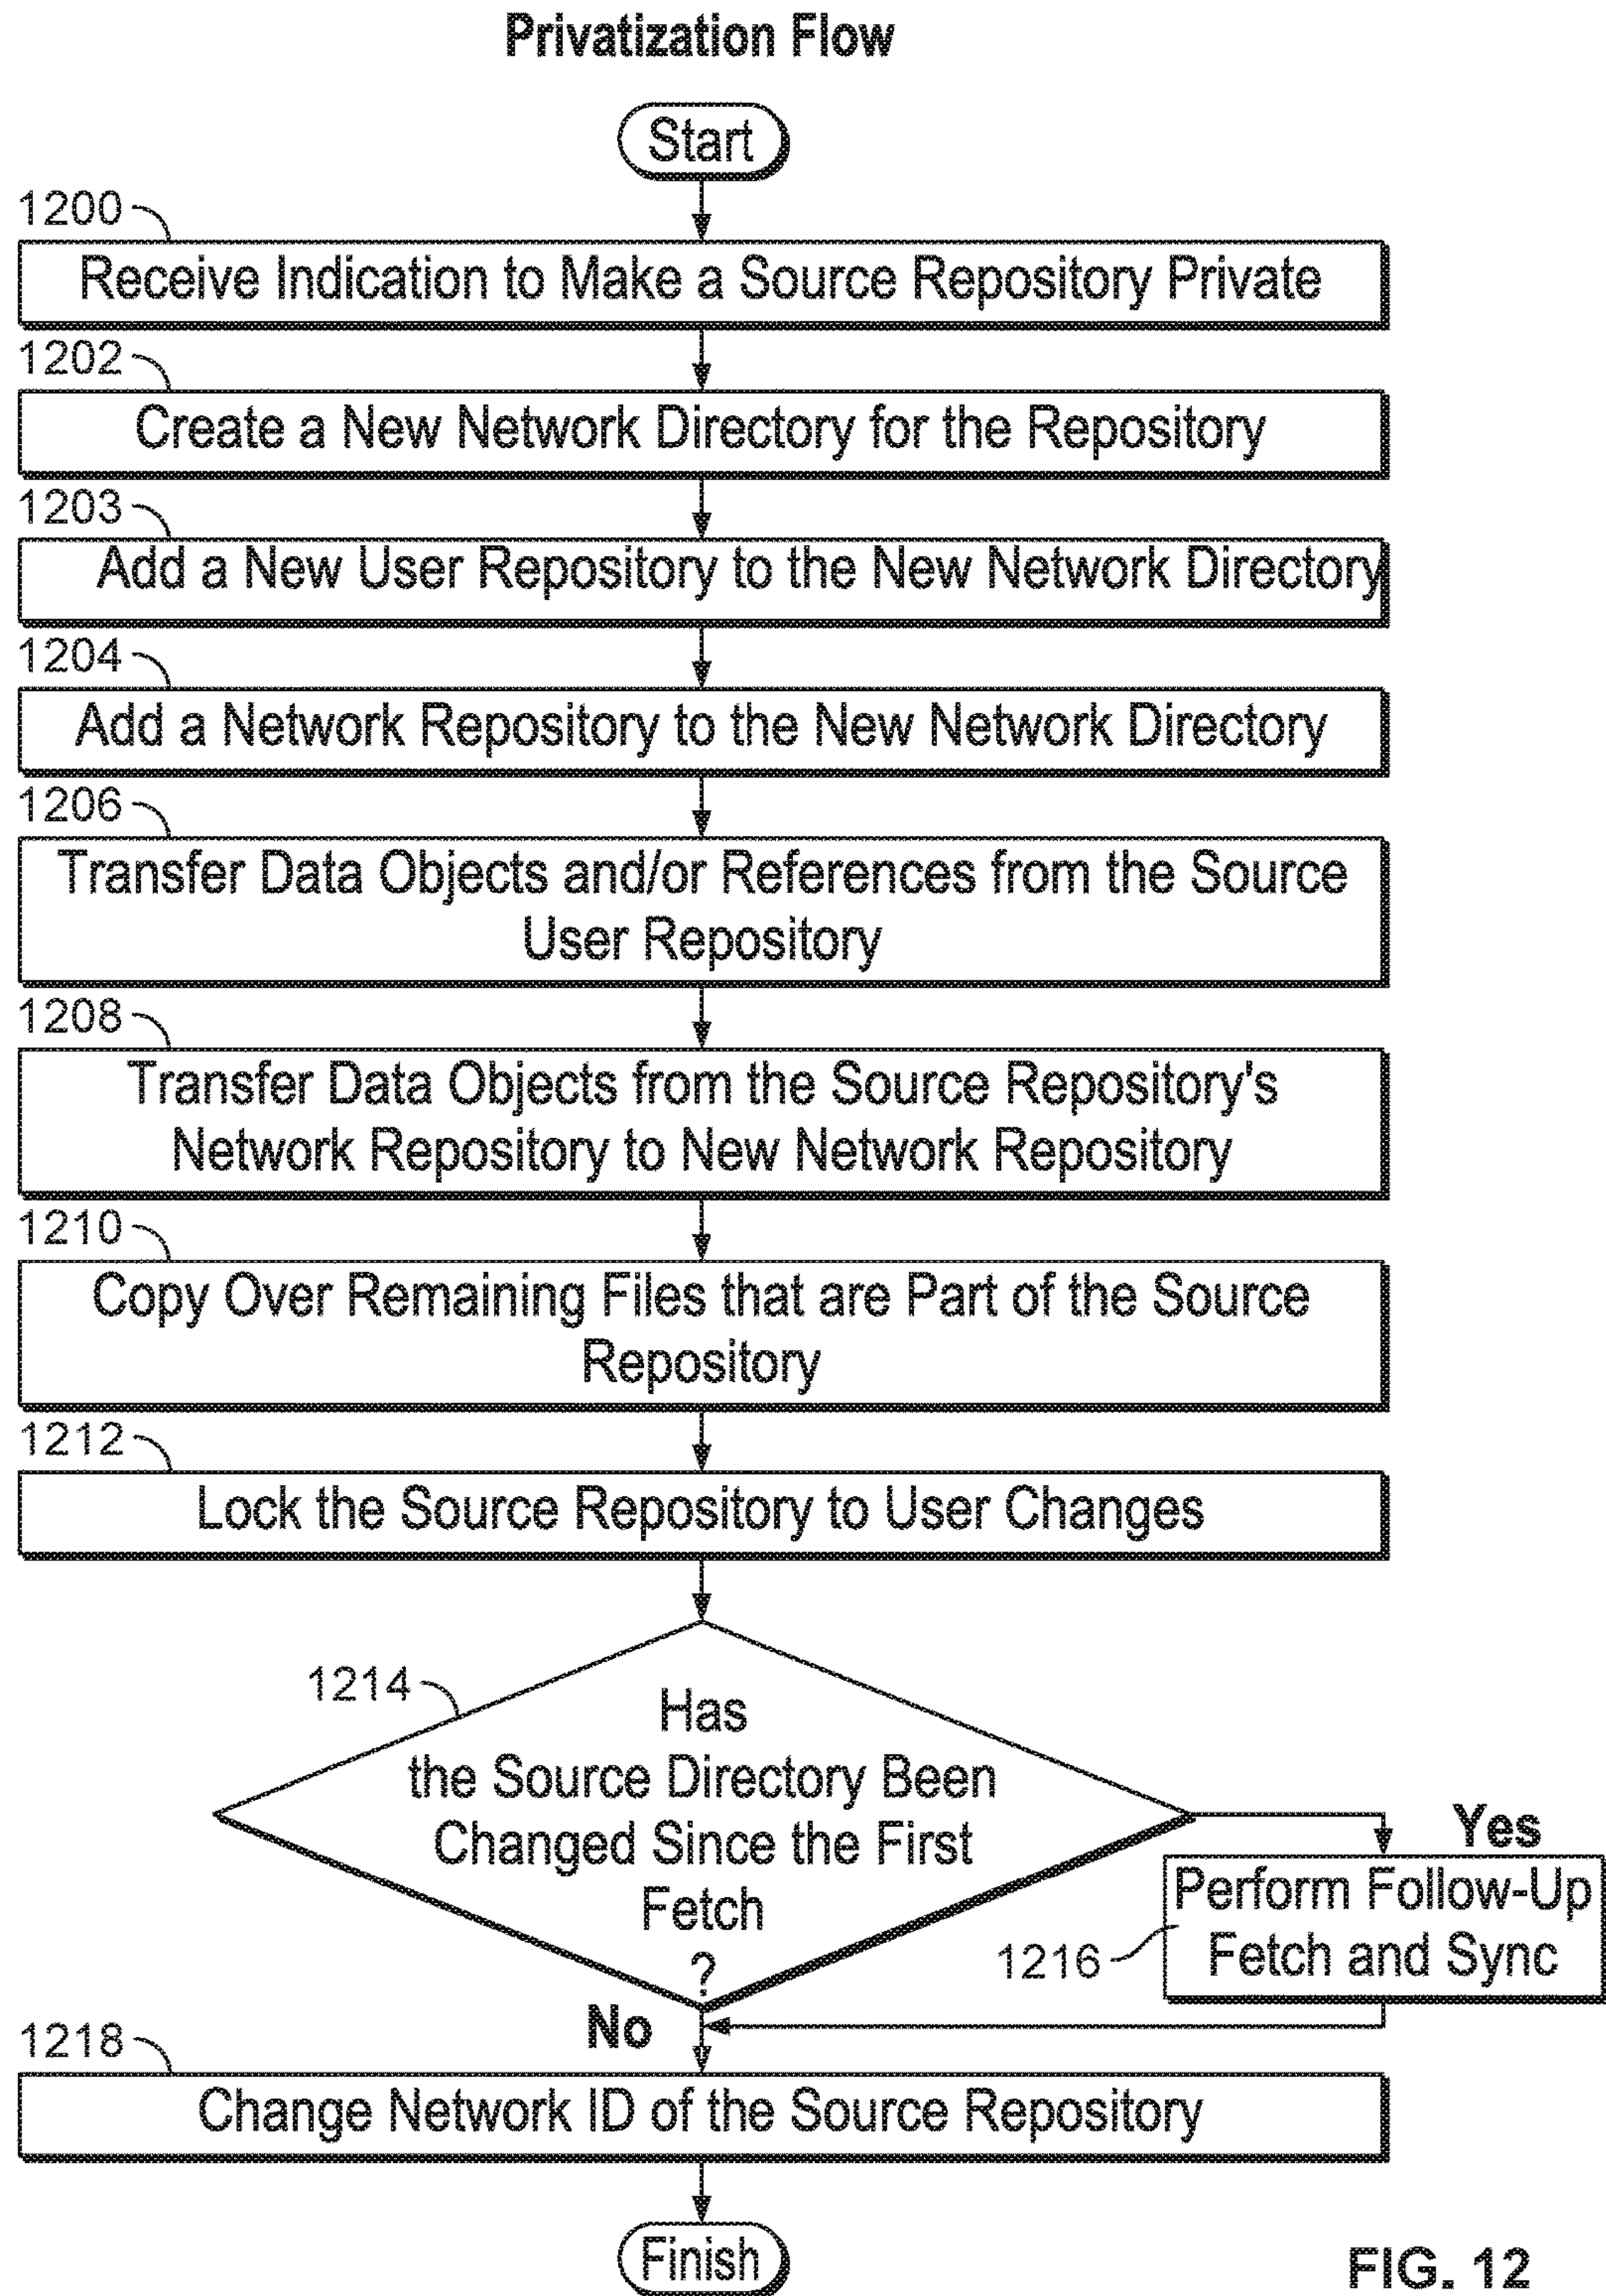 Privatization Flow
Start
1200
Receive Indication to Make a Source Repository Private
1202
Create a New Network Directory for the Repository
1203
Add a New User Repository to the New Network Directory
1204
Add a Network Repository to the New Network Directory
1206
Transfer Data Objects and/or References from the Source
User Repository
1208
Transfer Data Objects from the Source Repository's
Network Repository to New Network Repository
1210
Copy Over Remaining Files that are Part of the Source
Repository
1212
Lock the Source Repository to User Changes
1214
Has
the Source Directory Been
Changed Since the First
Fetch
?
Yes
Perform Follow-Up
Fetch and Sync
1216
No
1218
Change Network ID of the Source Repository
Finish
FIG. 12